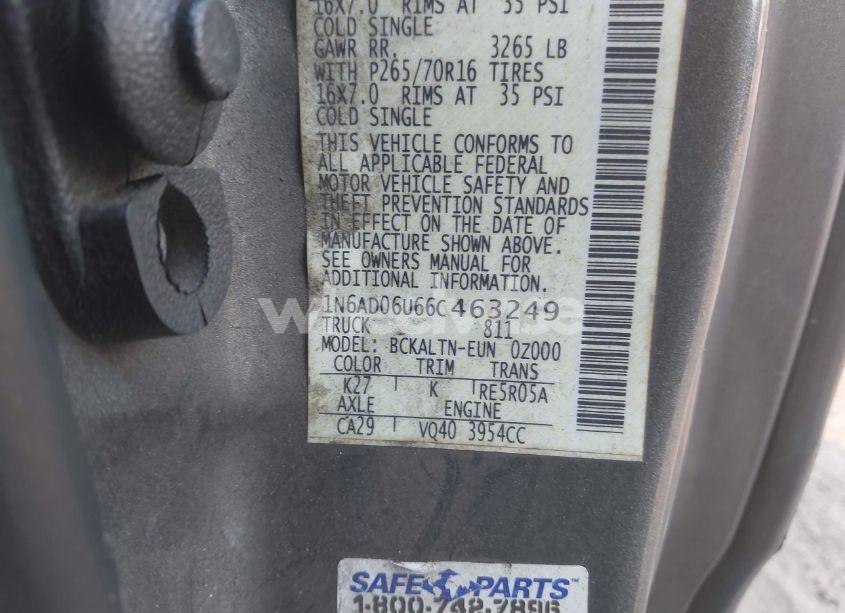 16X7.0 RIMS AT 35 PSI
COLD SINGLE
GAWR RR. 3265 LB
WITH P265/70R16 TIRES
16X7.0 RIMS AT 35 PSI
COLD SINGLE
THIS VEHICLE CONFORMS TO
ALL APPLICABLE FEDERAL
MOTOR VEHICLE SAFETY AND
THEFT PREVENTION STANDARDS
IN EFFECT ON THE DATE OF
MANUFACTURE SHOWN ABOVE.
SEE OWNERS MANUAL FOR
ADDITIONAL INFORMATION.
1N6AD06U66C463249
TRUCK 811
MODEL: BCKALTN-EUN 0Z000
COLOR TRIM TRANS
K27 K RE5R05A
AXLE ENGINE
CA29 VQ40 3954CC
SAFE PARTS™
1-800-742-7896